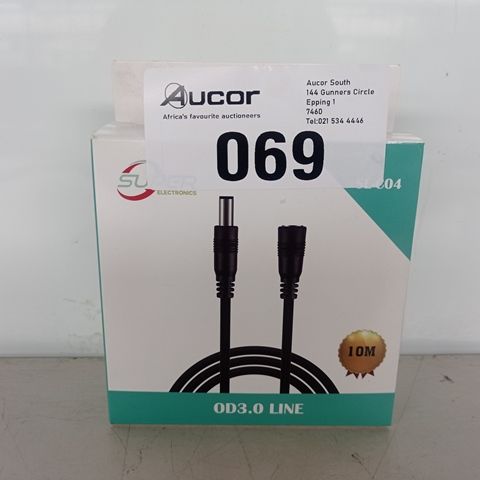 Aucor
Africa's favourite auctioneers
Aucor South
144 Gunners Circle
Epping 1
7460
Tel:021 534 4446
069
SUPER
ELECTRONICS
10M
OD3.0 LINE